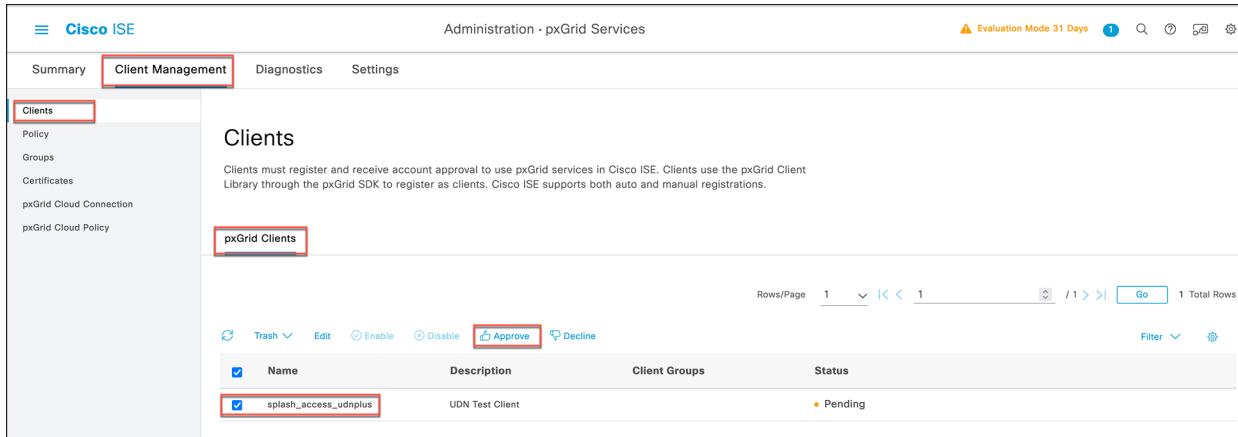 Cisco ISE
Administration · pxGrid Services
Evaluation Mode 31 Days
1
Summary
Client Management
Diagnostics
Settings
Clients
Policy
Groups
Certificates
pxGrid Cloud Connection
pxGrid Cloud Policy
Clients
Clients must register and receive account approval to use pxGrid services in Cisco ISE. Clients use the pxGrid Client
Library through the pxGrid SDK to register as clients. Cisco ISE supports both auto and manual registrations.
pxGrid Clients
Rows/Page 1 |< < 1 / 1 > >| Go 1 Total Rows
Trash Edit Enable Disable Approve Decline Filter
Name Description Client Groups Status
splash_access_udnplus UDN Test Client Pending